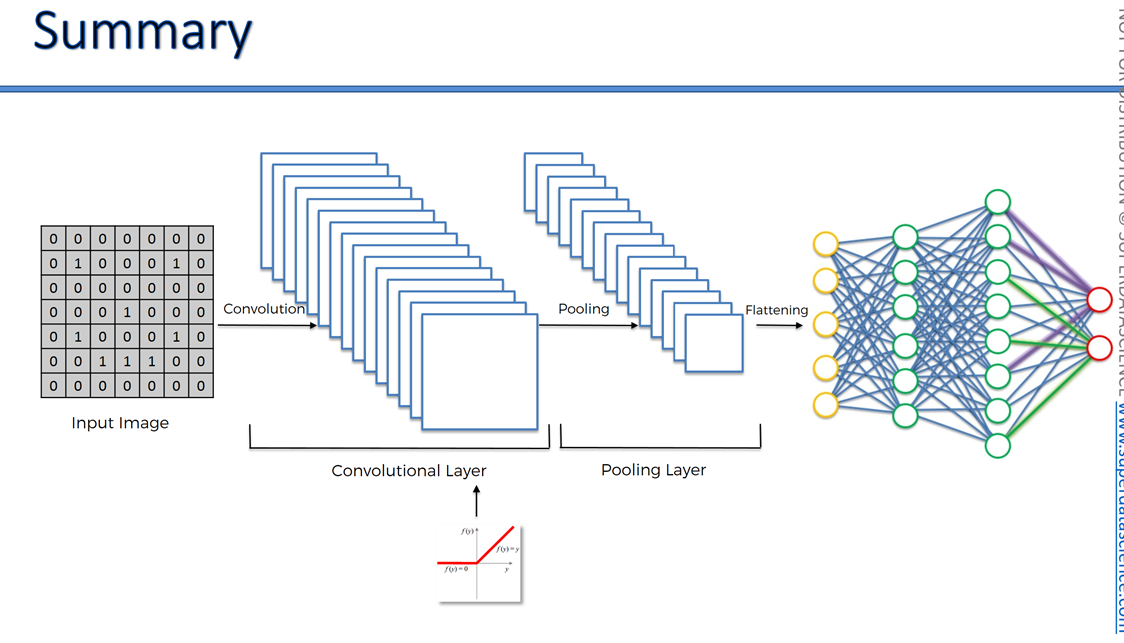 Summary
0 0 0 0 0 0 0
0 1 0 0 0 1 0
0 0 0 0 0 0 0
0 0 0 1 0 0 0
0 1 0 0 0 1 0
0 0 1 1 1 0 0
0 0 0 0 0 0 0
Input Image
Convolution
Pooling
Flattening
Convolutional Layer
Pooling Layer
f(y)
f(y)=y
f(y)=0
y
www.superdatascience.com